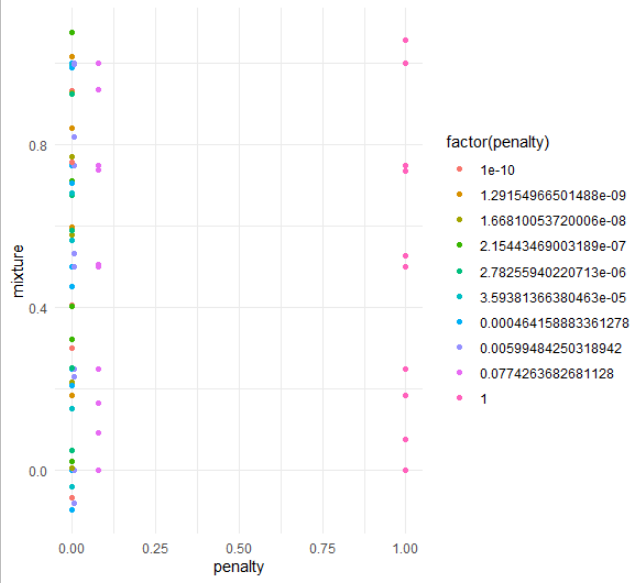 0.8
0.4
0.0
mixture
0.00 0.25 0.50 0.75 1.00
penalty
factor(penalty)
1e-10
1.29154966501488e-09
1.66810053720006e-08
2.15443469003189e-07
2.78255940220713e-06
3.59381366380463e-05
0.000464158883361278
0.00599484250318942
0.0774263682681128
1